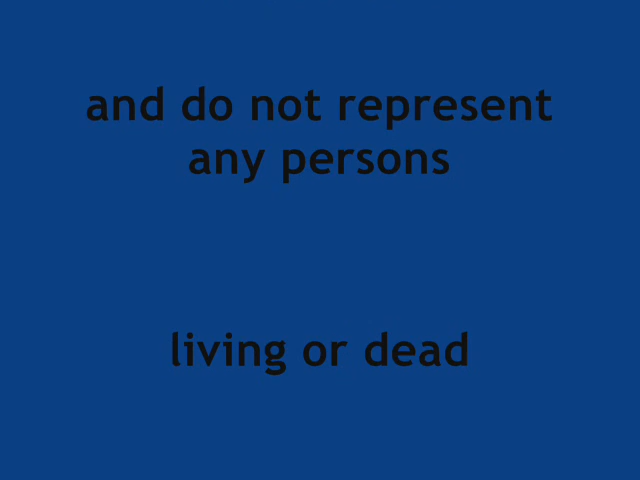 and do not represent
any persons
living or dead